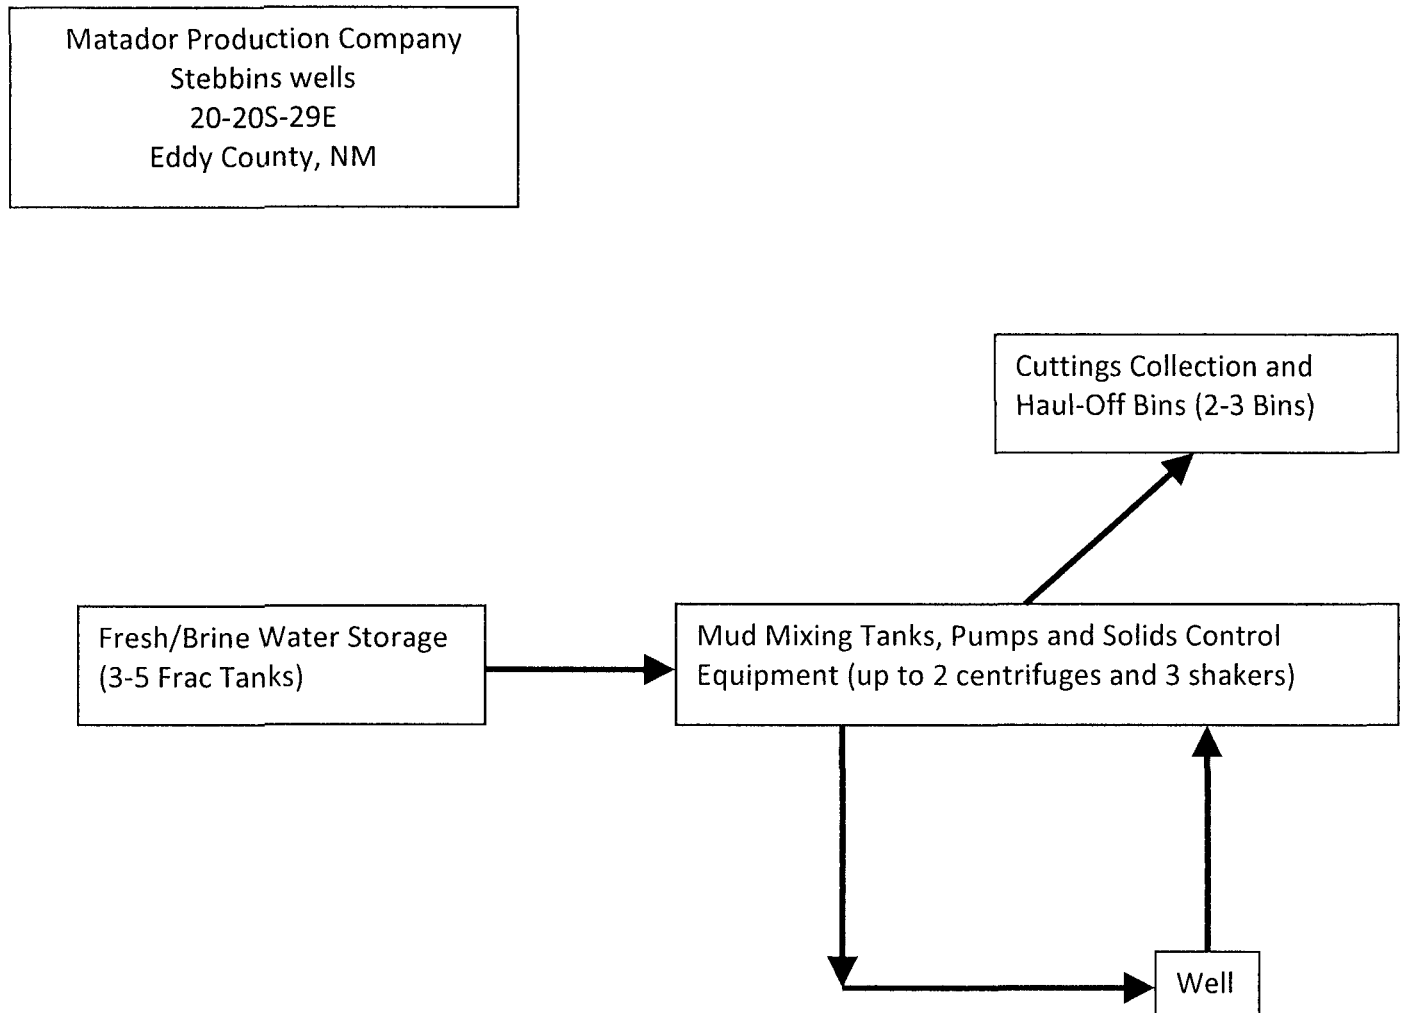 Matador Production Company
Stebbins wells
20-20S-29E
Eddy County, NM
Cuttings Collection and
Haul-Off Bins (2-3 Bins)
Fresh/Brine Water Storage
(3-5 Frac Tanks)
Mud Mixing Tanks, Pumps and Solids Control
Equipment (up to 2 centrifuges and 3 shakers)
Well